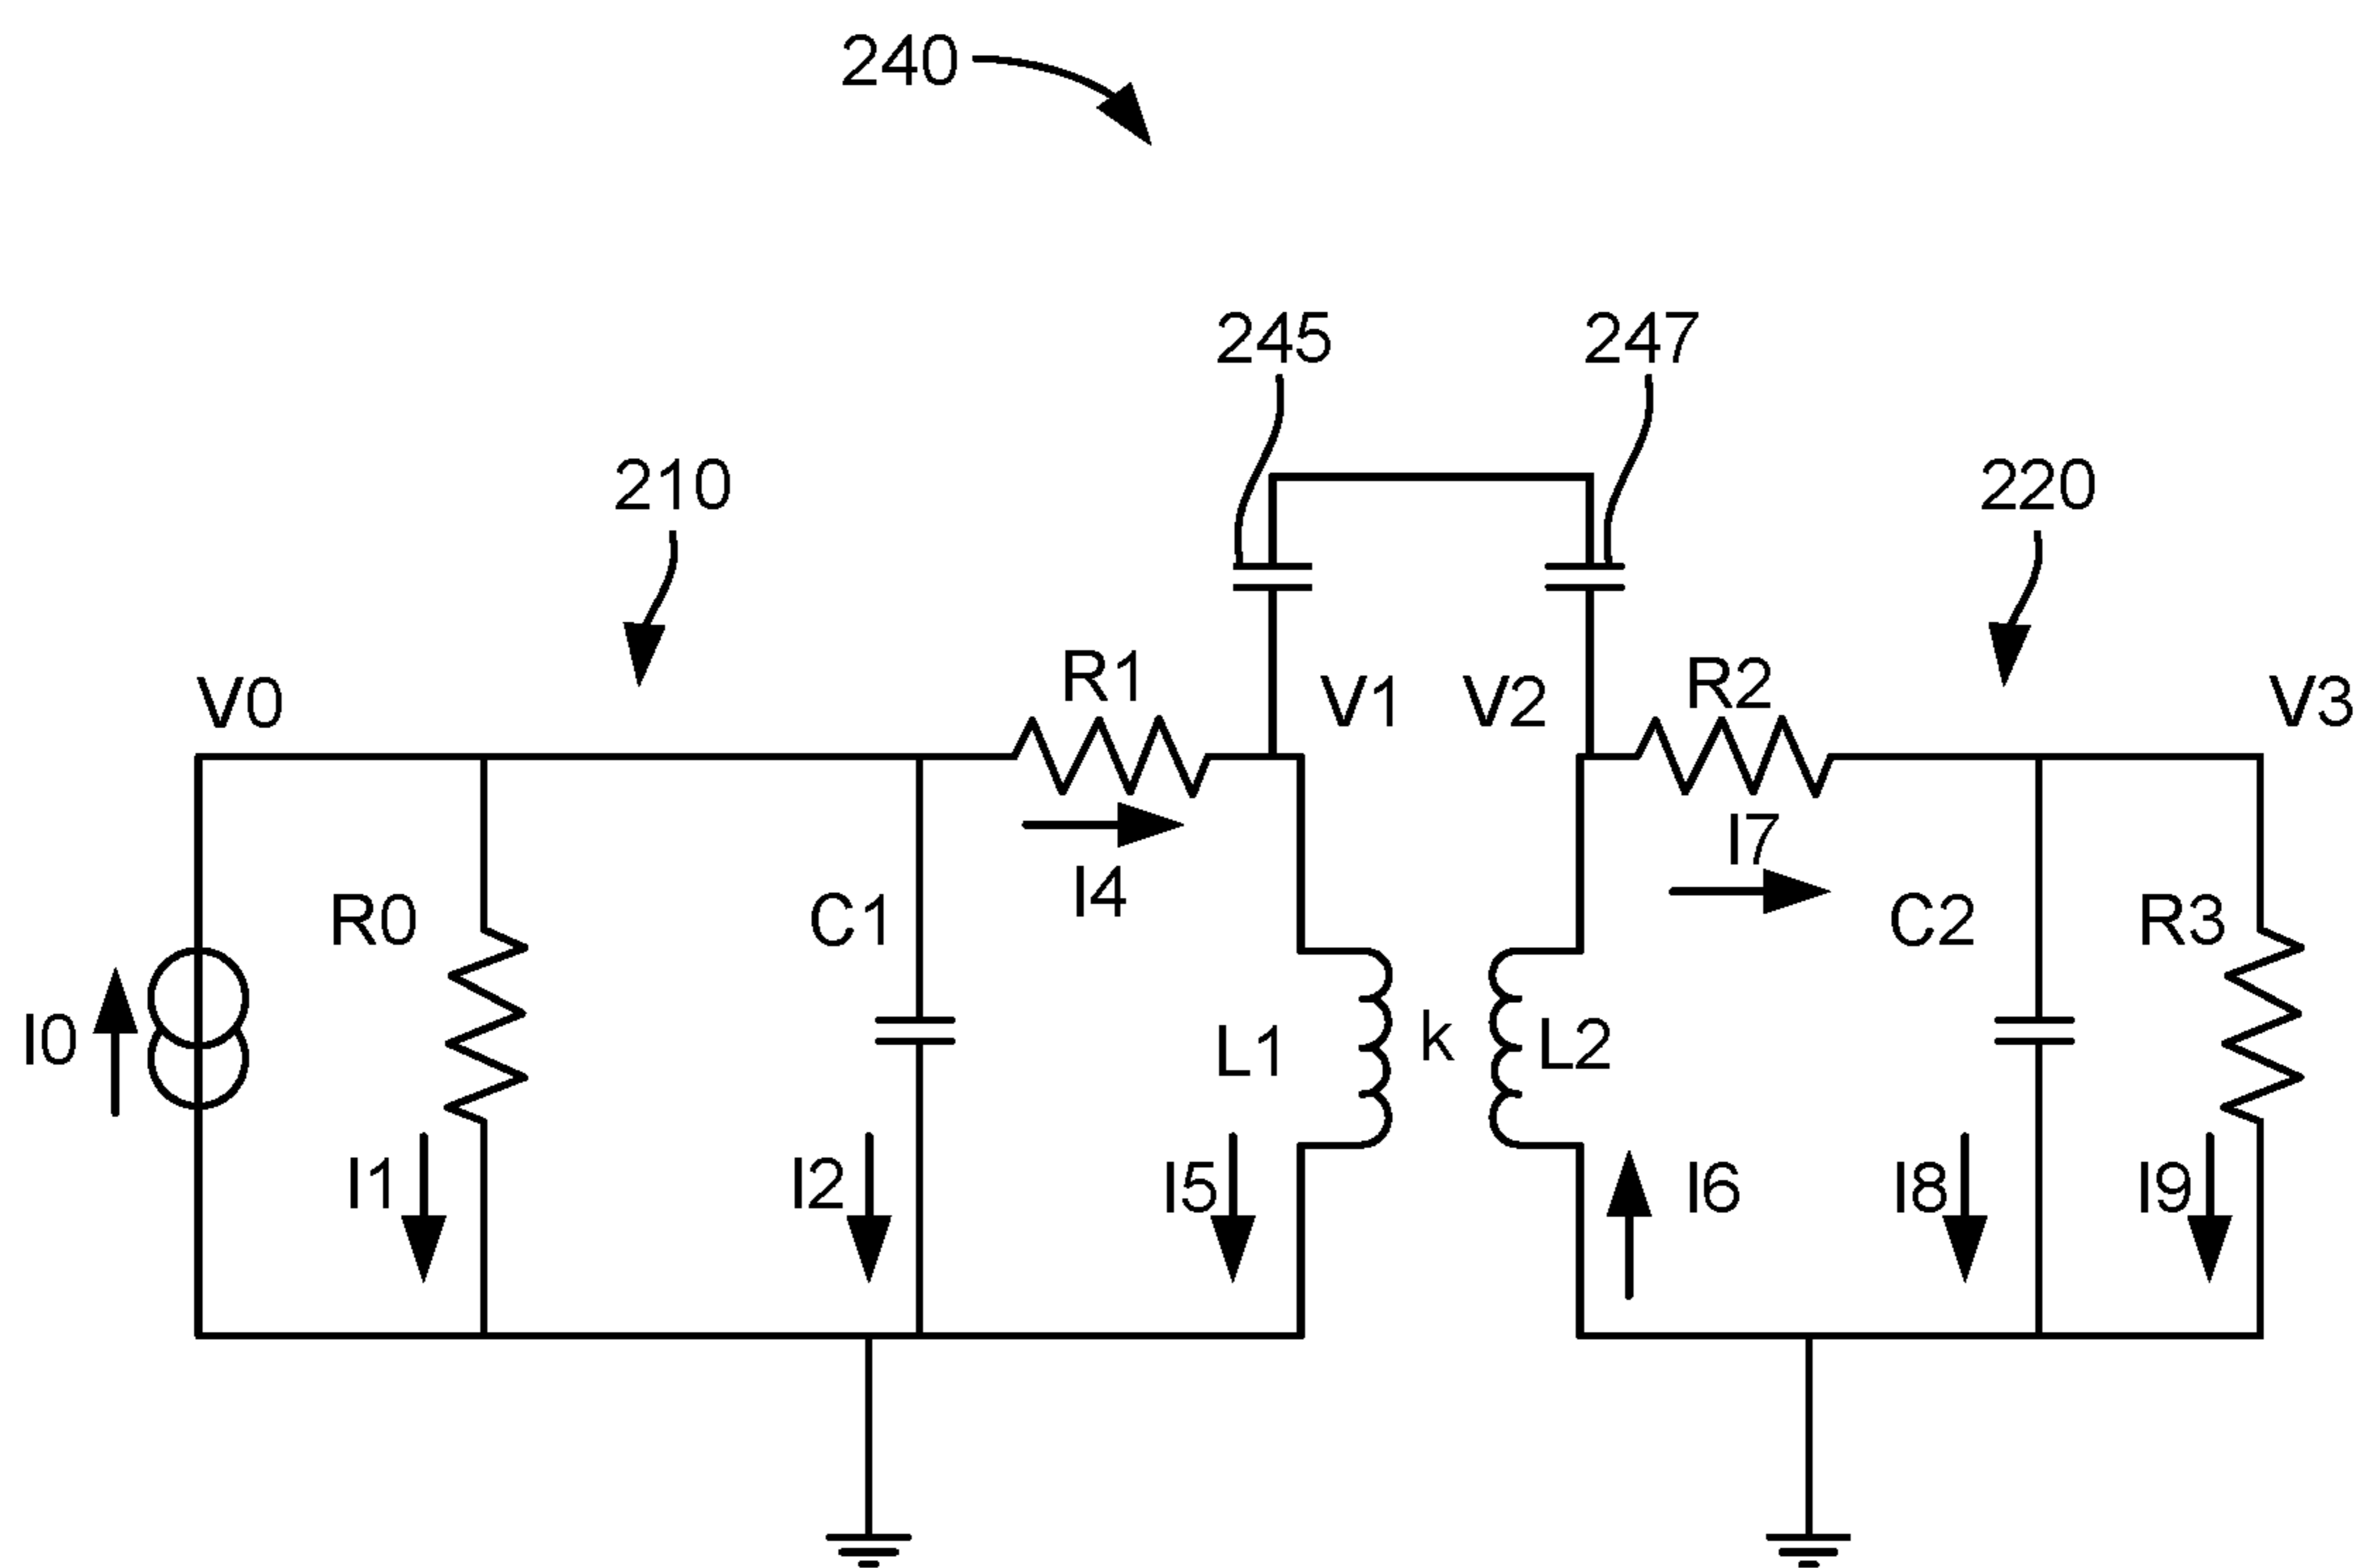 240
245 247
210 220
V0 R1 V1 V2 R2 V3
I7
R0 C1 I4 C2 R3
I0 L1 k L2
I1 I2 I5 I6 I8 I9